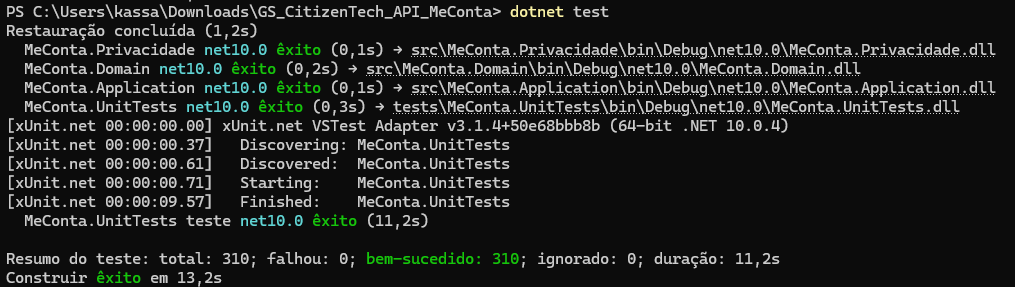 PS C:\Users\kassa\Downloads\GS_CitizenTech_API_MeConta> dotnet test
Restauração concluída (1,2s)
  MeConta.Privacidade net10.0 êxito (0,1s) → src\MeConta.Privacidade\bin\Debug\net10.0\MeConta.Privacidade.dll
  MeConta.Domain net10.0 êxito (0,2s) → src\MeConta.Domain\bin\Debug\net10.0\MeConta.Domain.dll
  MeConta.Application net10.0 êxito (0,1s) → src\MeConta.Application\bin\Debug\net10.0\MeConta.Application.dll
  MeConta.UnitTests net10.0 êxito (0,3s) → tests\MeConta.UnitTests\bin\Debug\net10.0\MeConta.UnitTests.dll
[xUnit.net 00:00:00.00] xUnit.net VSTest Adapter v3.1.4+50e68bbb8b (64-bit .NET 10.0.4)
[xUnit.net 00:00:00.37]   Discovering: MeConta.UnitTests
[xUnit.net 00:00:00.61]   Discovered:  MeConta.UnitTests
[xUnit.net 00:00:00.71]   Starting:    MeConta.UnitTests
[xUnit.net 00:00:09.57]   Finished:    MeConta.UnitTests
  MeConta.UnitTests teste net10.0 êxito (11,2s)

Resumo do teste: total: 310; falhou: 0; bem-sucedido: 310; ignorado: 0; duração: 11,2s
Construir êxito em 13,2s